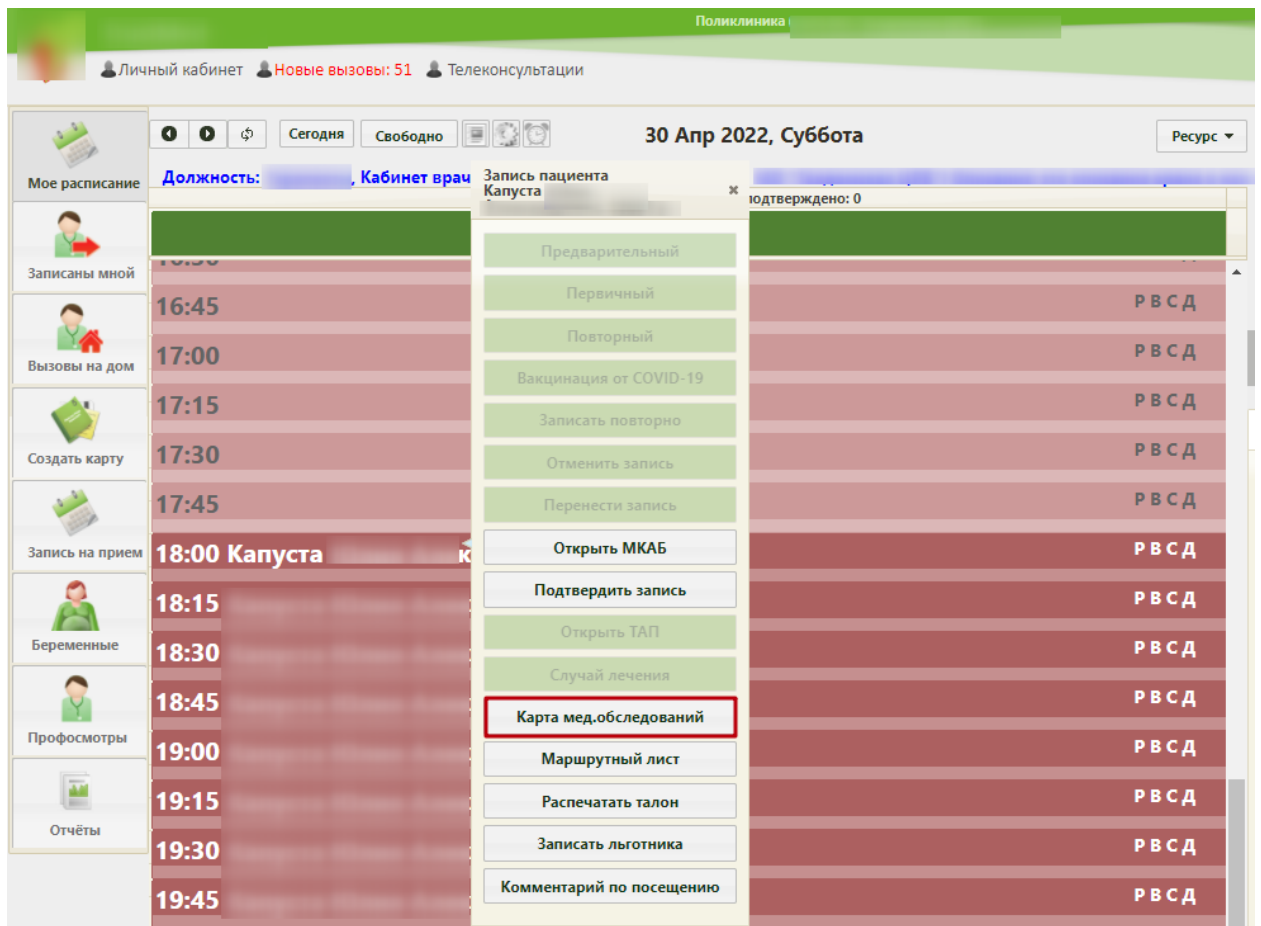 Поликлиника
Личный кабинет Новые вызовы: 51 Телеконсультации
Сегодня Свободно 30 Апр 2022, Суббота Ресурс
Мое расписание
Записаны мной
Вызовы на дом
Создать карту
Запись на прием
Беременные
Профосмотры
Отчёты
Должность: , Кабинет врач
подтверждено: 0
16:45 Р В С Д
17:00 Р В С Д
17:15 Р В С Д
17:30 Р В С Д
17:45 Р В С Д
18:00 Капуста Р В С Д
18:15 Р В С Д
18:30 Р В С Д
18:45 Р В С Д
19:00 Р В С Д
19:15 Р В С Д
19:30 Р В С Д
19:45 Р В С Д
Запись пациента
Капуста
Предварительный
Первичный
Повторный
Вакцинация от COVID-19
Записать повторно
Отменить запись
Перенести запись
Открыть МКАБ
Подтвердить запись
Открыть ТАП
Случай лечения
Карта мед.обследований
Маршрутный лист
Распечатать талон
Записать льготника
Комментарий по посещению